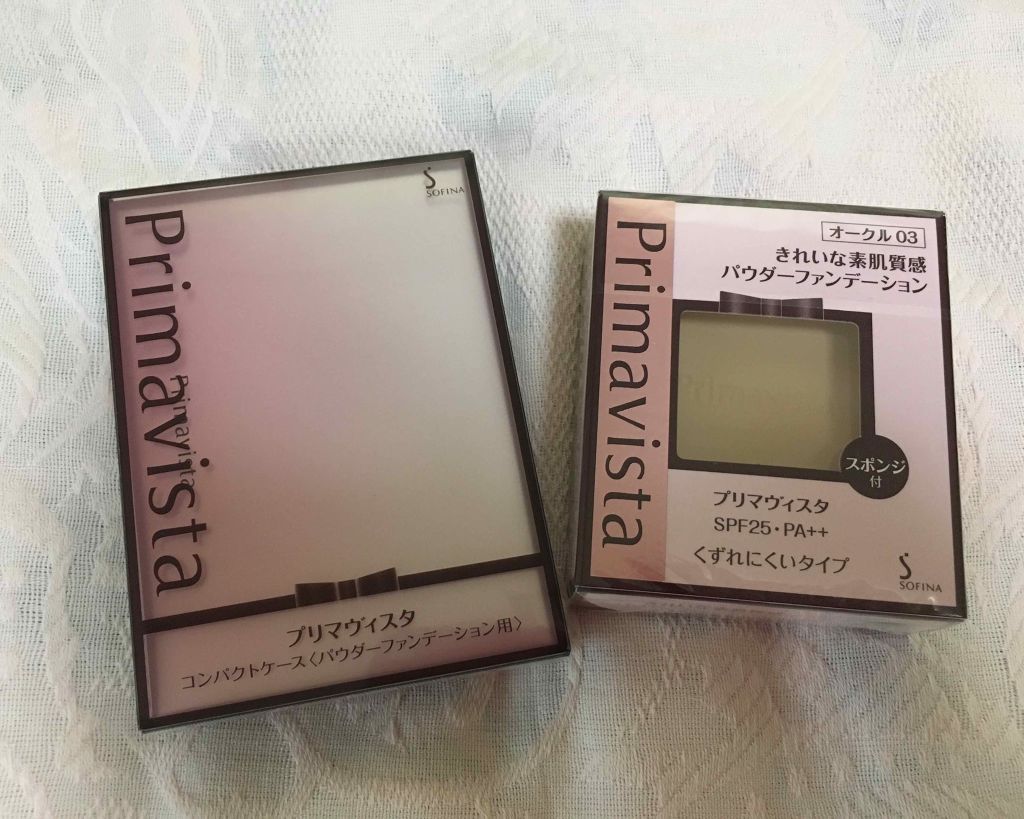 SOFINA
Primavista
Primavista
プリマヴィスタ
コンパクトケース〈パウダーファンデーション用〉
Primavista
オークル 03
きれいな素肌質感
パウダーファンデーション
スポンジ
付
プリマヴィスタ
SPF25・PA++
くずれにくいタイプ
SOFINA